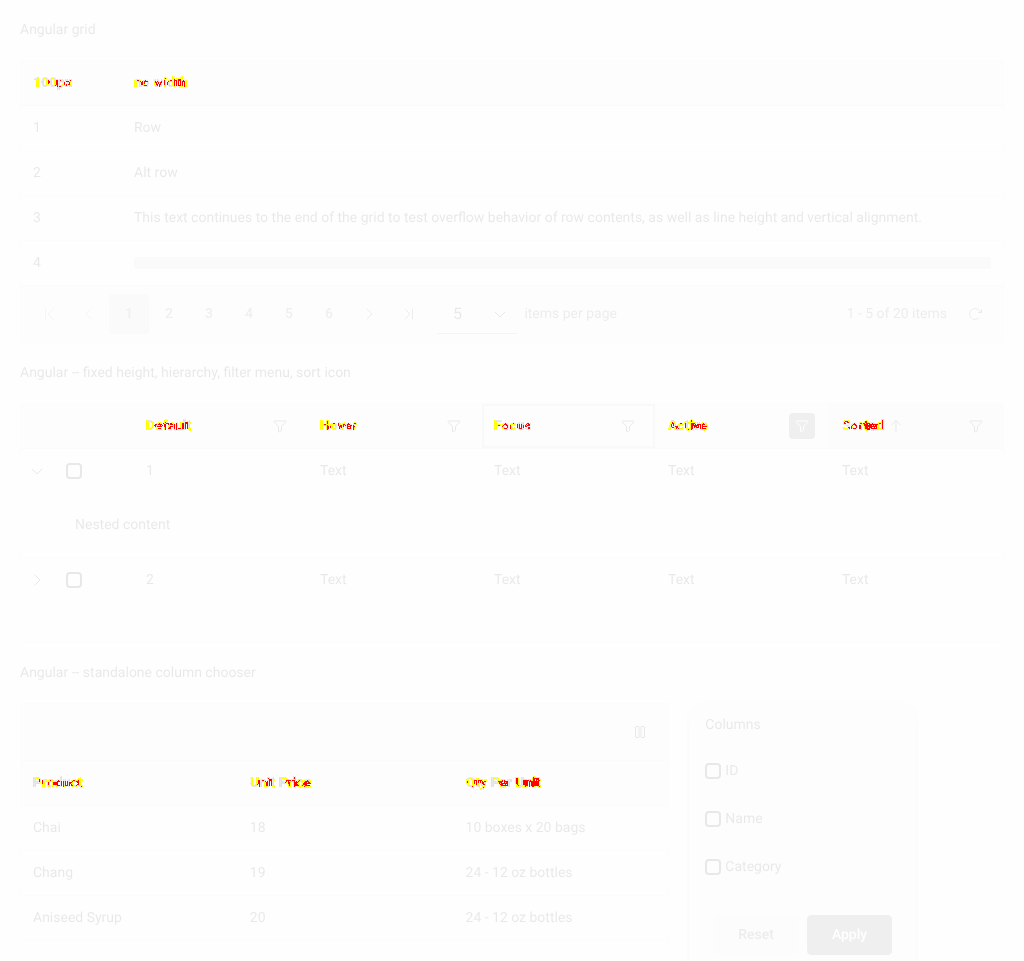 Angular grid
100px no width
1 Row
2 Alt row
3 This text continues to the end of the grid to test overflow behavior of row contents, as well as line height and vertical alignment.
4
1 2 3 4 5 6 5 items per page 1 - 5 of 20 items
Angular – fixed height, hierarchy, filter menu, sort icon
Default Hover Focus Active Sorted
1 Text Text Text Text
Nested content
2 Text Text Text Text
Angular – standalone column chooser
Columns
ID
Name
Category
Reset Apply
Product Unit Price Qty Per Unit
Chai 18 10 boxes x 20 bags
Chang 19 24 - 12 oz bottles
Aniseed Syrup 20 24 - 12 oz bottles